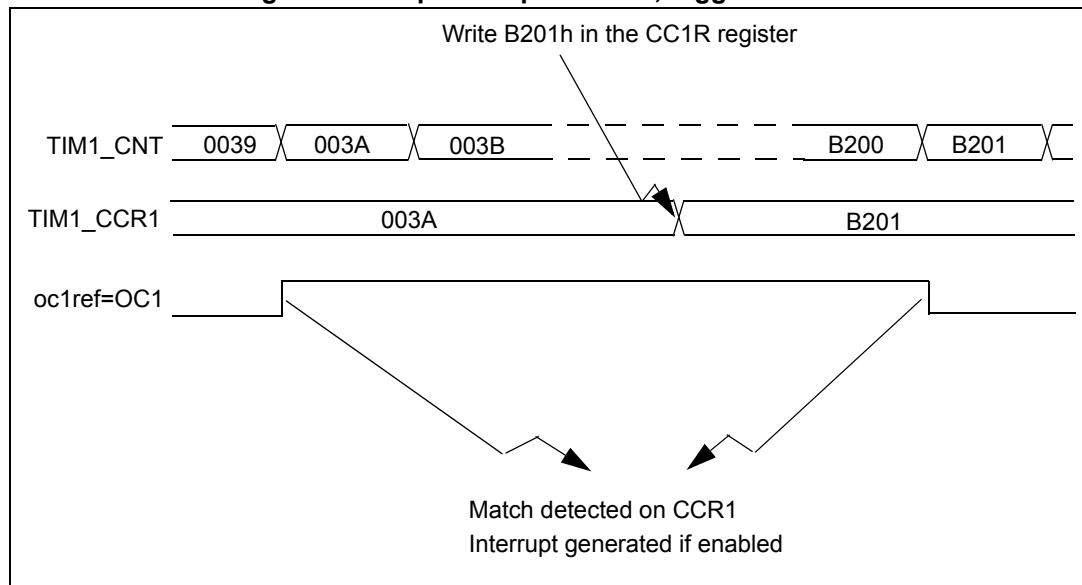 Write B201h in the CC1R register
TIM1_CNT 0039 003A 003B B200 B201
TIM1_CCR1 003A B201
oc1ref=OC1
Match detected on CCR1
Interrupt generated if enabled